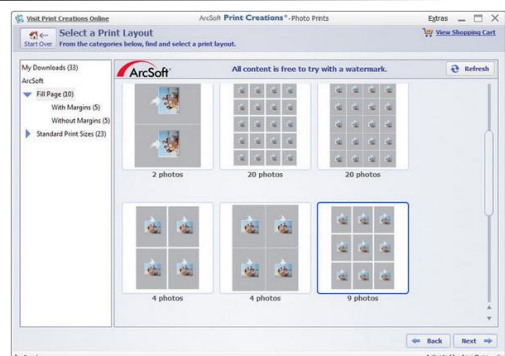 Visit Print Creations Online
ArcSoft Print Creations™-Photo Prints
Extras
Start Over
Select a Print Layout
From the categories below, find and select a print layout.
View Shopping Cart
My Downloads (33)
ArcSoft
Fill Page (10)
With Margins (5)
Without Margins (5)
Standard Print Sizes (23)
ArcSoft®
All content is free to try with a watermark.
Refresh
2 photos
20 photos
20 photos
4 photos
4 photos
9 photos
Back
Next